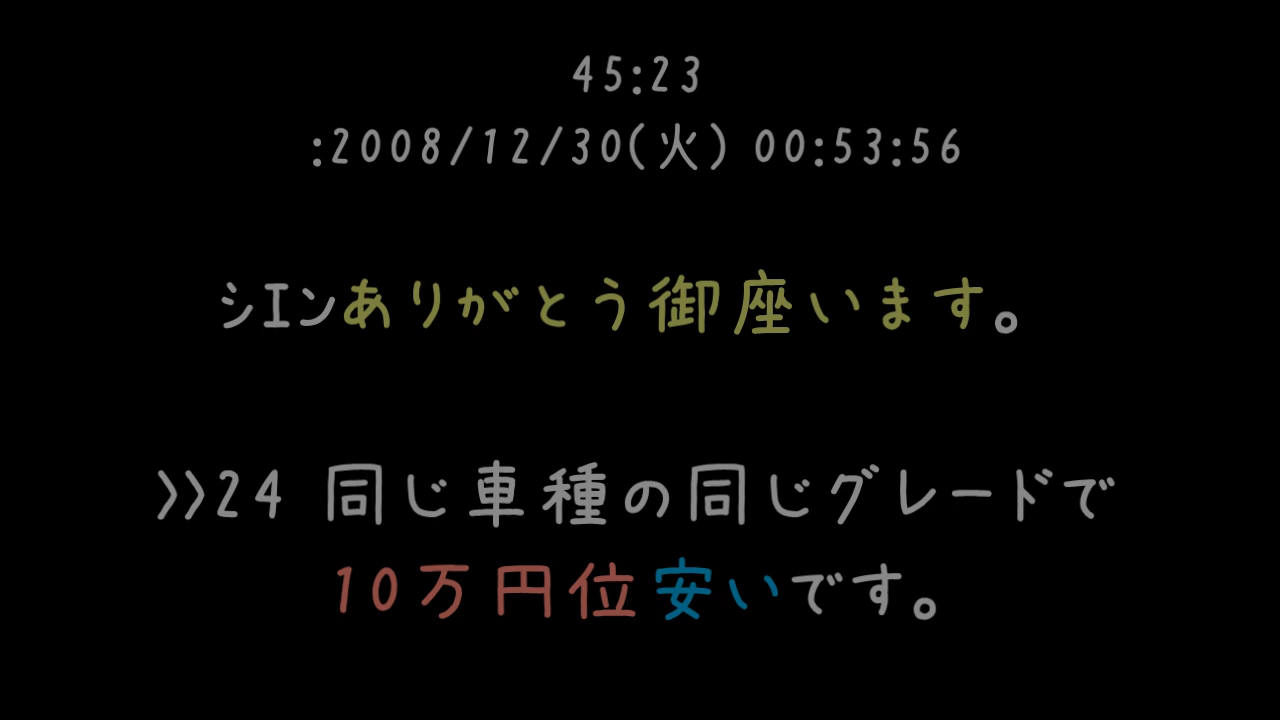 45:23
:2008/12/30(火) 00:53:56
シエンありがとう御座います。
>>24 同じ車種の同じグレードで
10万円位安いです。